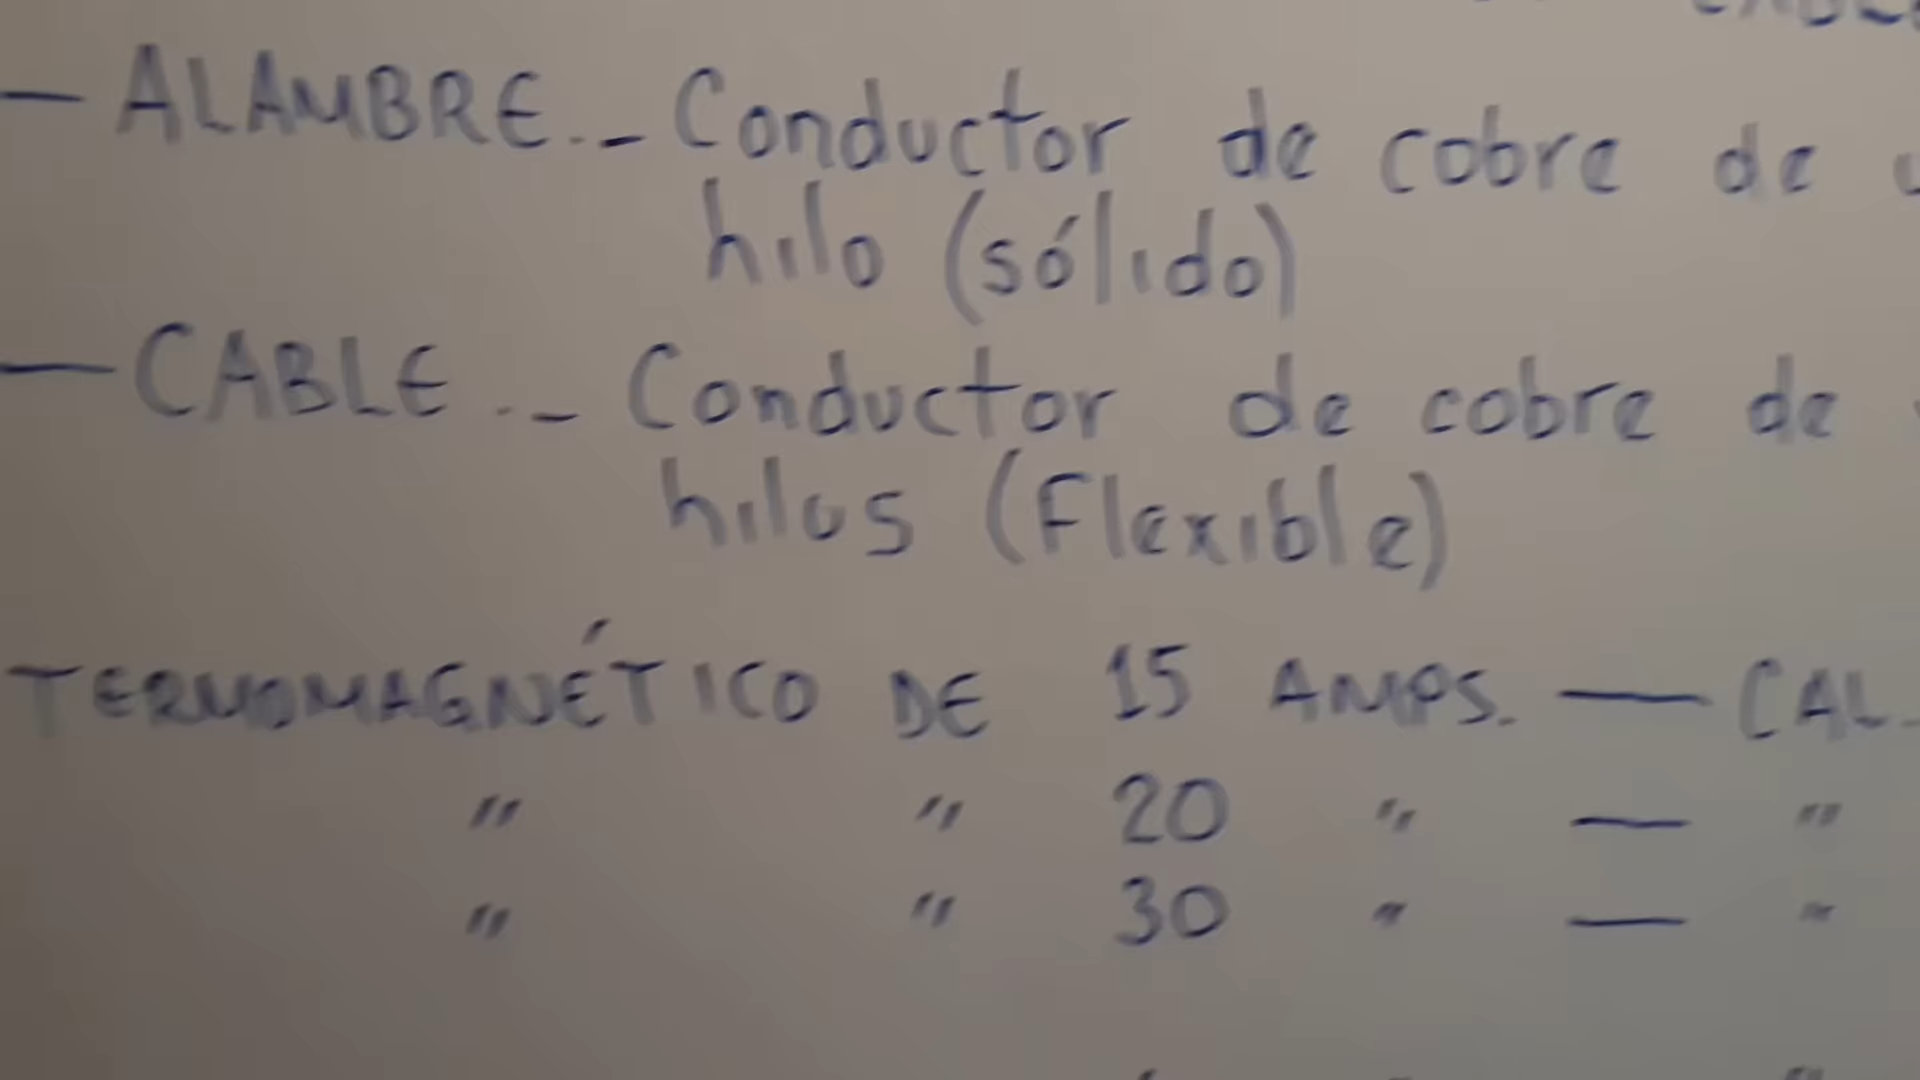 — ALAMBRE.- Conductor de cobre de
hilo (sólido)
— CABLE.- Conductor de cobre de
hilos (Flexible)
TERMOMAGNÉTICO DE 15 AMPS. — CAL.
" " 20 " — "
" " 30 " — "